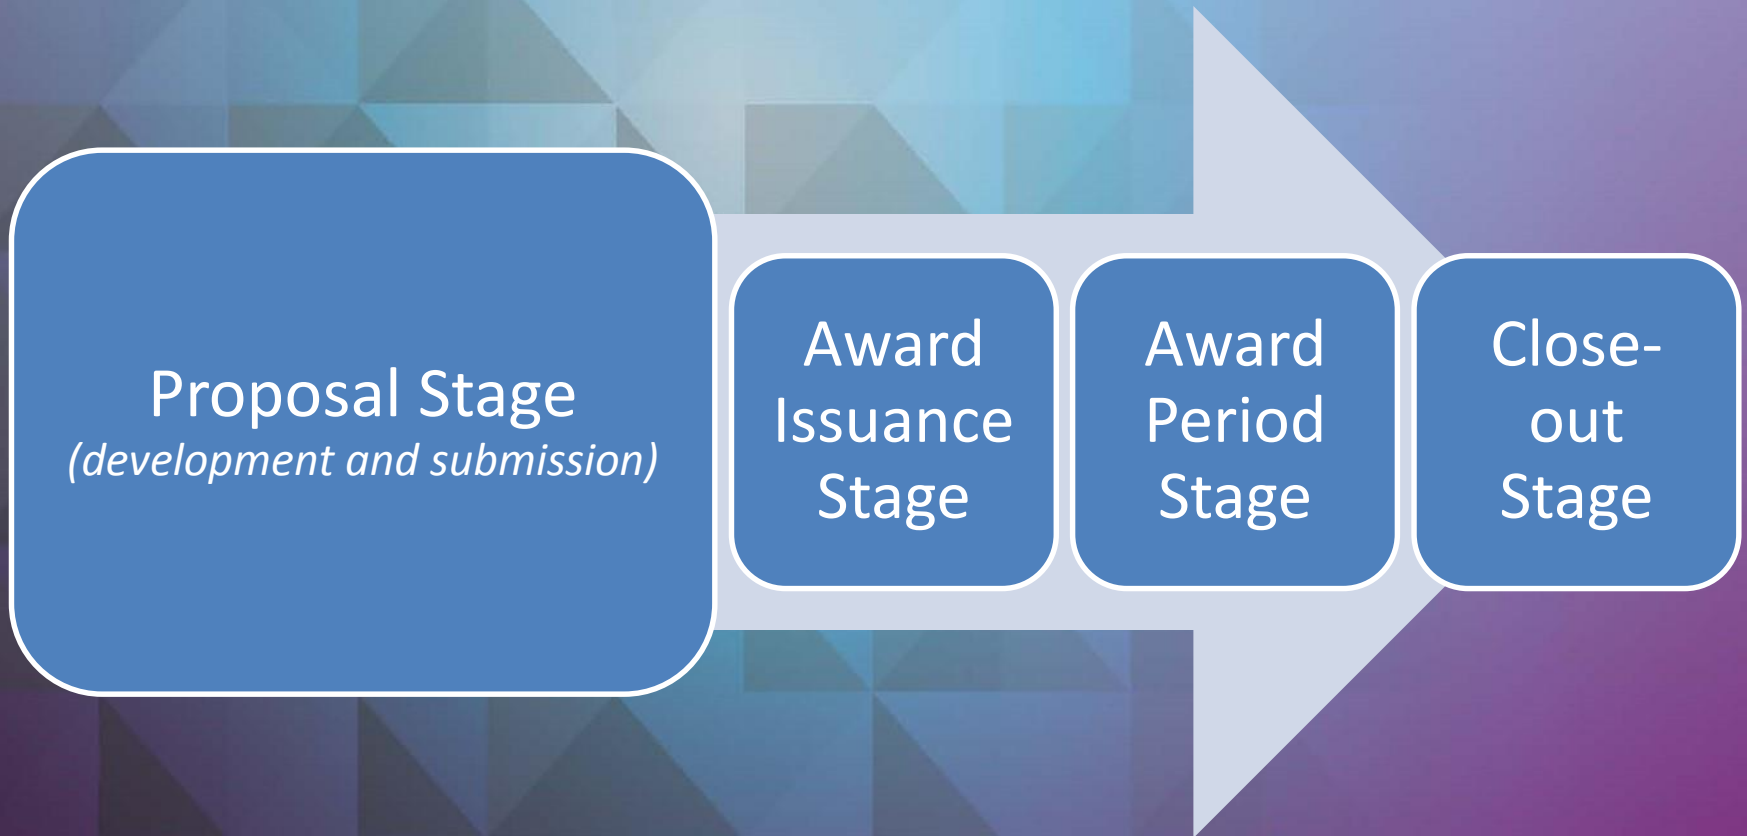 Proposal Stage
(development and submission)
Award
Issuance
Stage
Award
Period
Stage
Close-
out
Stage